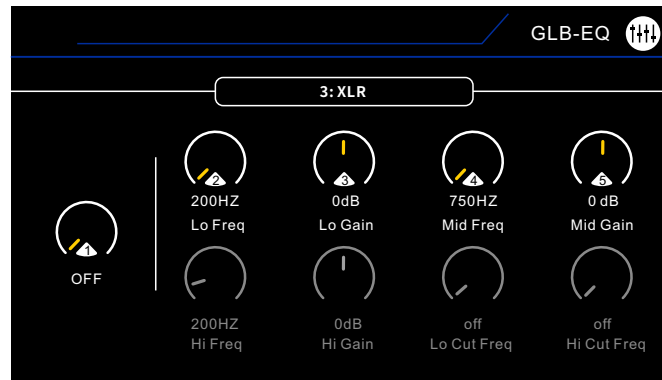 GLB-EQ
3: XLR
2 3 4 5
200HZ 0dB 750HZ 0 dB
Lo Freq Lo Gain Mid Freq Mid Gain
1
OFF
200HZ 0dB off off
Hi Freq Hi Gain Lo Cut Freq Hi Cut Freq